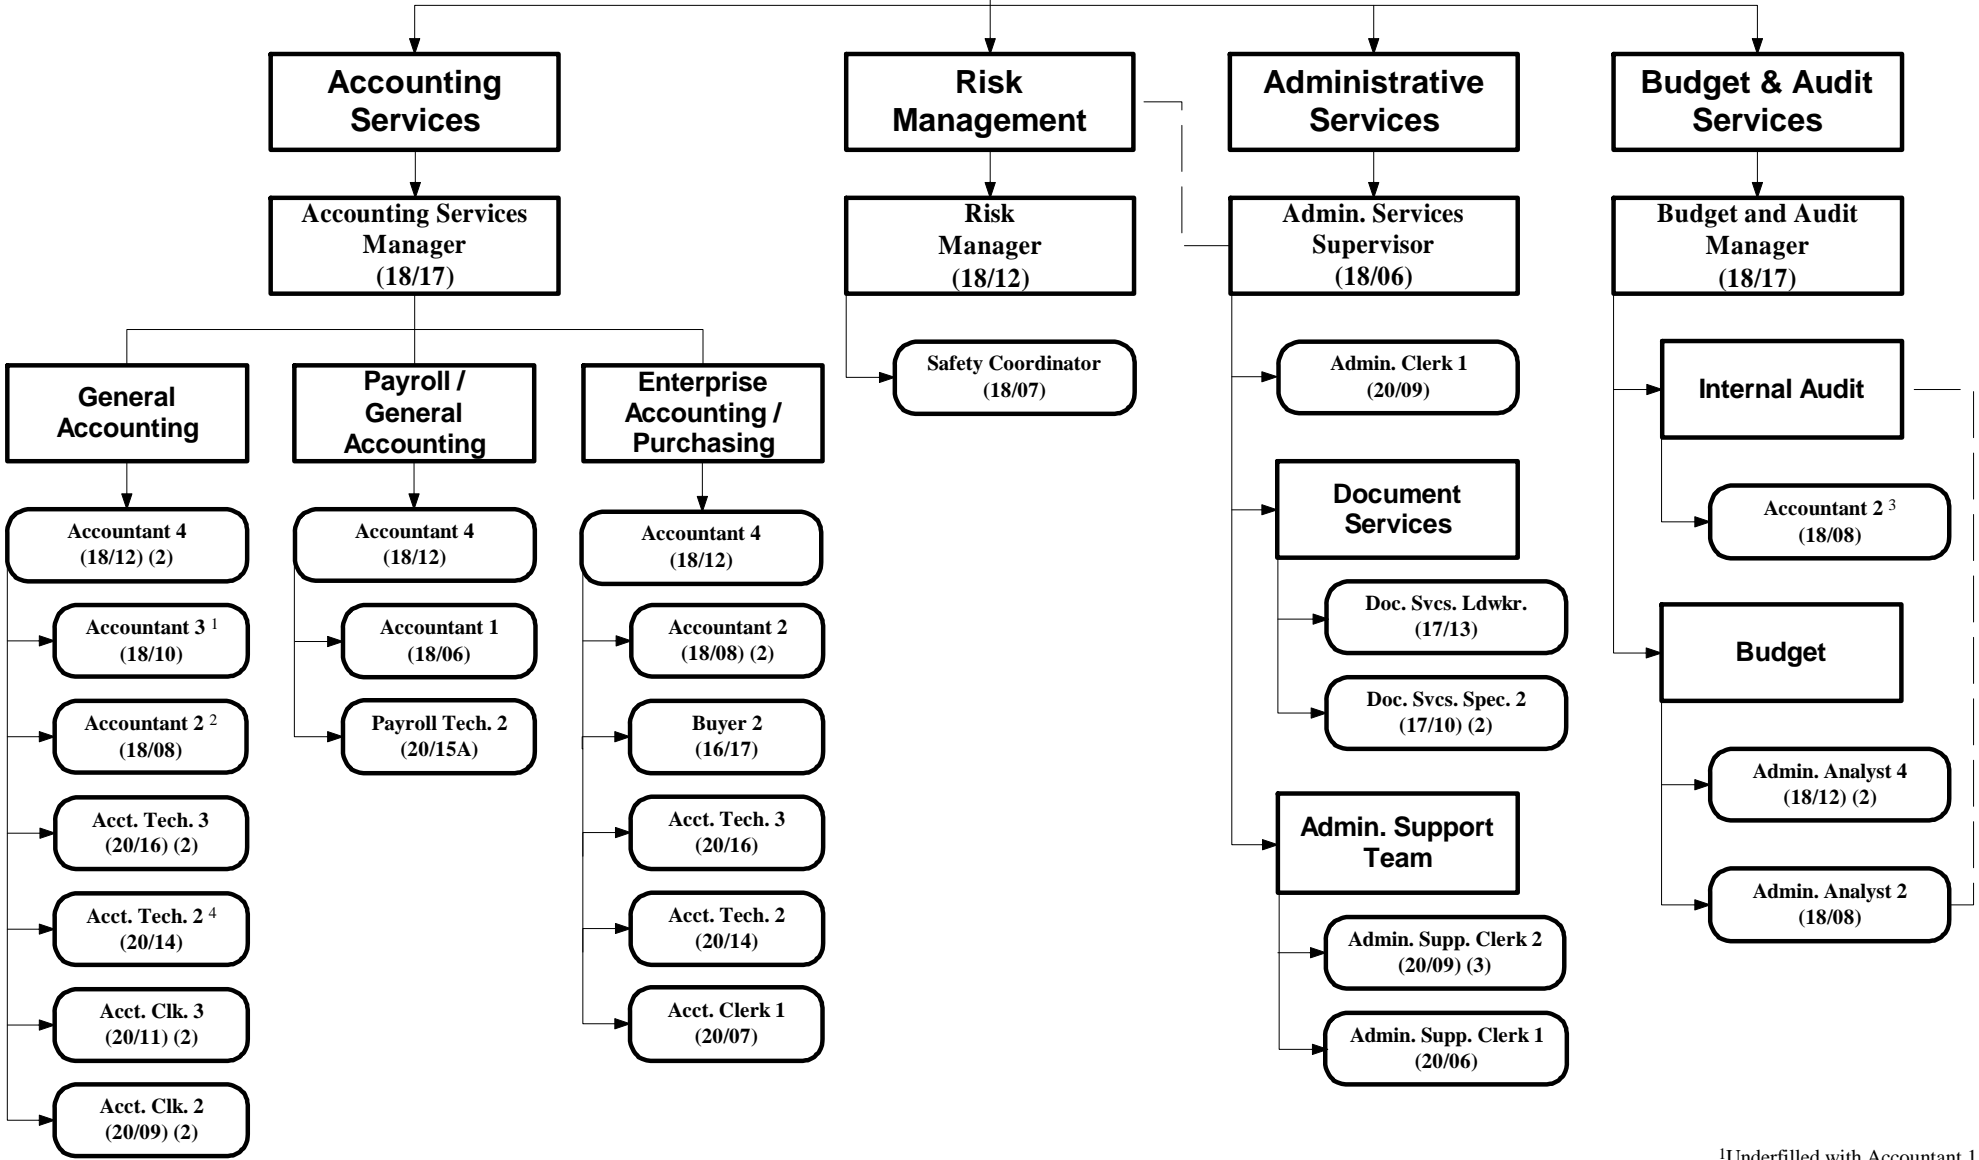 Accounting
Services
Risk
Management
Administrative
Services
Budget & Audit
Services
Accounting Services
Manager
(18/17)
Risk
Manager
(18/12)
Admin. Services
Supervisor
(18/06)
Budget and Audit
Manager
(18/17)
General
Accounting
Accountant 4
(18/12) (2)
Accountant 3 1
(18/10)
Accountant 2 2
(18/08)
Acct. Tech. 3
(20/16) (2)
Acct. Tech. 2 4
(20/14)
Acct. Clk. 3
(20/11) (2)
Acct. Clk. 2
(20/09) (2)
Payroll /
General
Accounting
Accountant 4
(18/12)
Accountant 1
(18/06)
Payroll Tech. 2
(20/15A)
Enterprise
Accounting /
Purchasing
Accountant 4
(18/12)
Accountant 2
(18/08) (2)
Buyer 2
(16/17)
Acct. Tech. 3
(20/16)
Acct. Tech. 2
(20/14)
Acct. Clerk 1
(20/07)
Safety Coordinator
(18/07)
Admin. Clerk 1
(20/09)
Document
Services
Doc. Svcs. Ldwkr.
(17/13)
Doc. Svcs. Spec. 2
(17/10) (2)
Admin. Support
Team
Admin. Supp. Clerk 2
(20/09) (3)
Admin. Supp. Clerk 1
(20/06)
Internal Audit
Accountant 2 3
(18/08)
Budget
Admin. Analyst 4
(18/12) (2)
Admin. Analyst 2
(18/08)
1Underfilled with Accountant 1